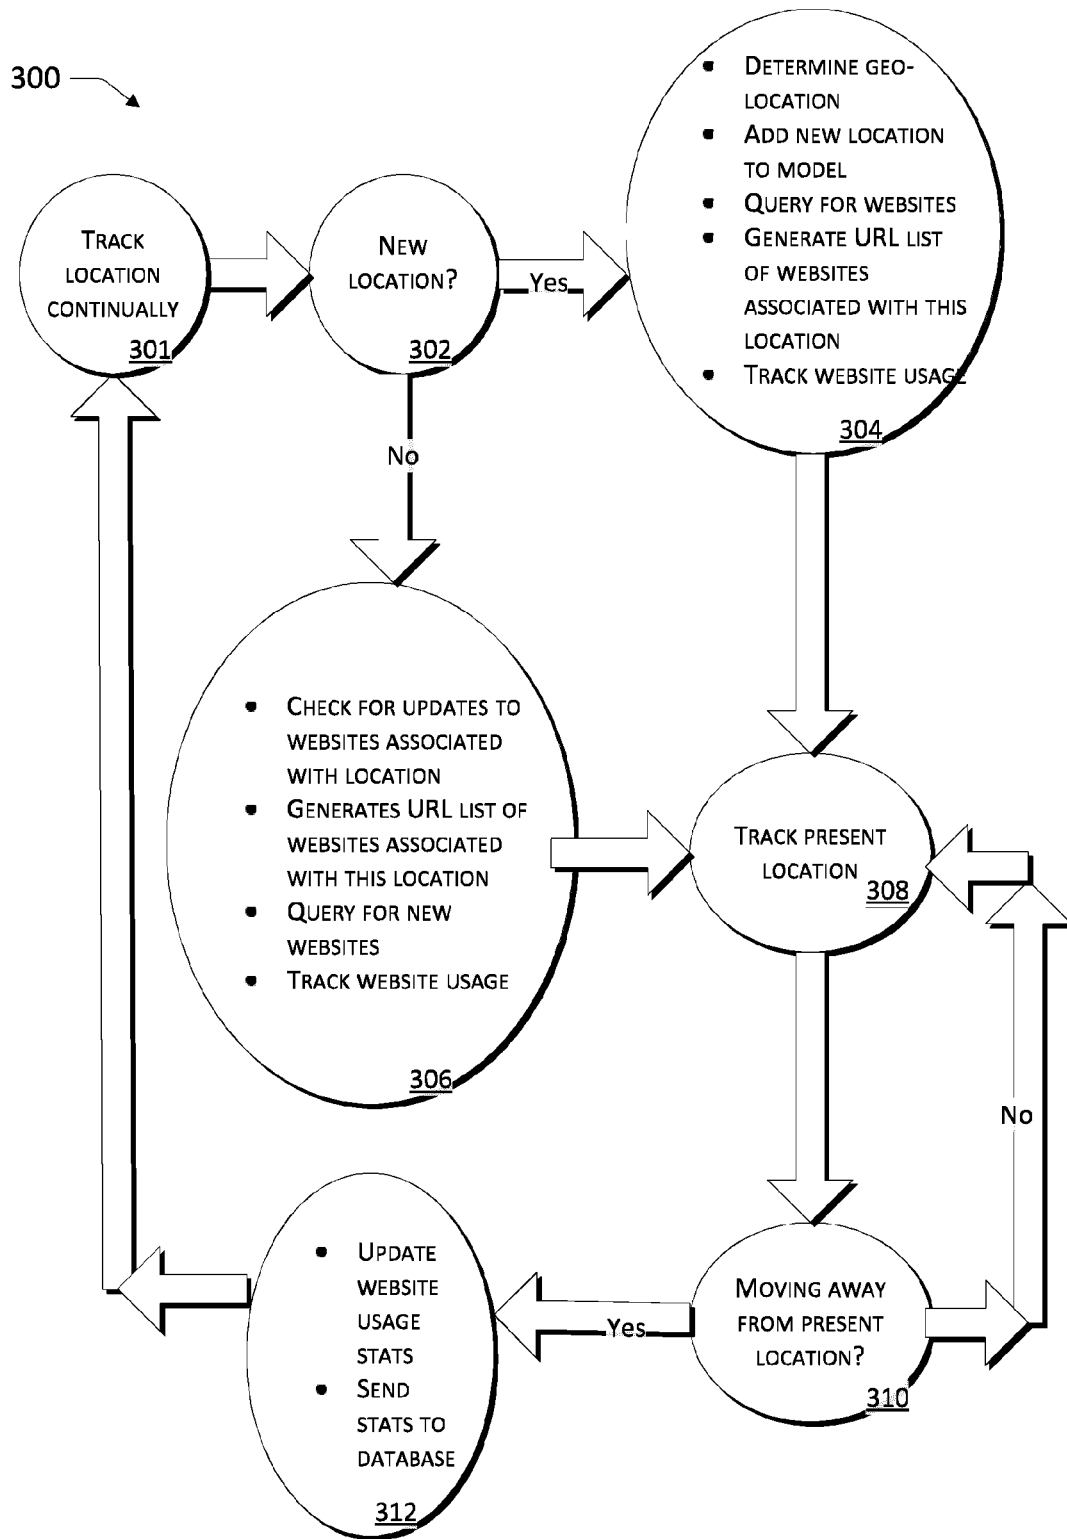 300
TRACK
LOCATION
CONTINUALLY
301
NEW
LOCATION?
302
Yes
• DETERMINE GEO-
LOCATION
• ADD NEW LOCATION
TO MODEL
• QUERY FOR WEBSITES
• GENERATE URL LIST
OF WEBSITES
ASSOCIATED WITH THIS
LOCATION
• TRACK WEBSITE USAGE
304
No
• CHECK FOR UPDATES TO
WEBSITES ASSOCIATED
WITH LOCATION
• GENERATES URL LIST OF
WEBSITES ASSOCIATED
WITH THIS LOCATION
• QUERY FOR NEW
WEBSITES
• TRACK WEBSITE USAGE
306
TRACK PRESENT
LOCATION
308
No
MOVING AWAY
FROM PRESENT
LOCATION?
310
Yes
• UPDATE
WEBSITE
USAGE
STATS
• SEND
STATS TO
DATABASE
312